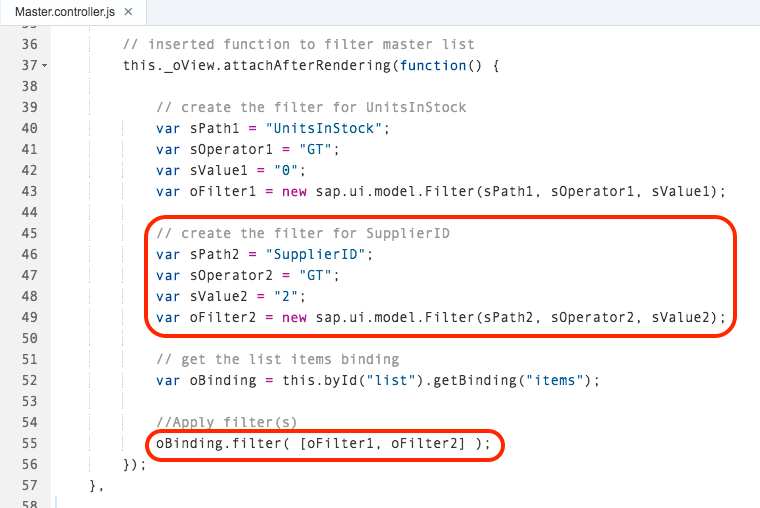 Master.controller.js ×
35 },
36 // inserted function to filter master list
37 this._oView.attachAfterRendering(function() {
38
39 // create the filter for UnitsInStock
40 var sPath1 = "UnitsInStock";
41 var sOperator1 = "GT";
42 var sValue1 = "0";
43 var oFilter1 = new sap.ui.model.Filter(sPath1, sOperator1, sValue1);
44
45 // create the filter for SupplierID
46 var sPath2 = "SupplierID";
47 var sOperator2 = "GT";
48 var sValue2 = "2";
49 var oFilter2 = new sap.ui.model.Filter(sPath2, sOperator2, sValue2);
50
51 // get the list items binding
52 var oBinding = this.byId("list").getBinding("items");
53
54 //Apply filter(s)
55 oBinding.filter( [oFilter1, oFilter2] );
56 });
57 },
58